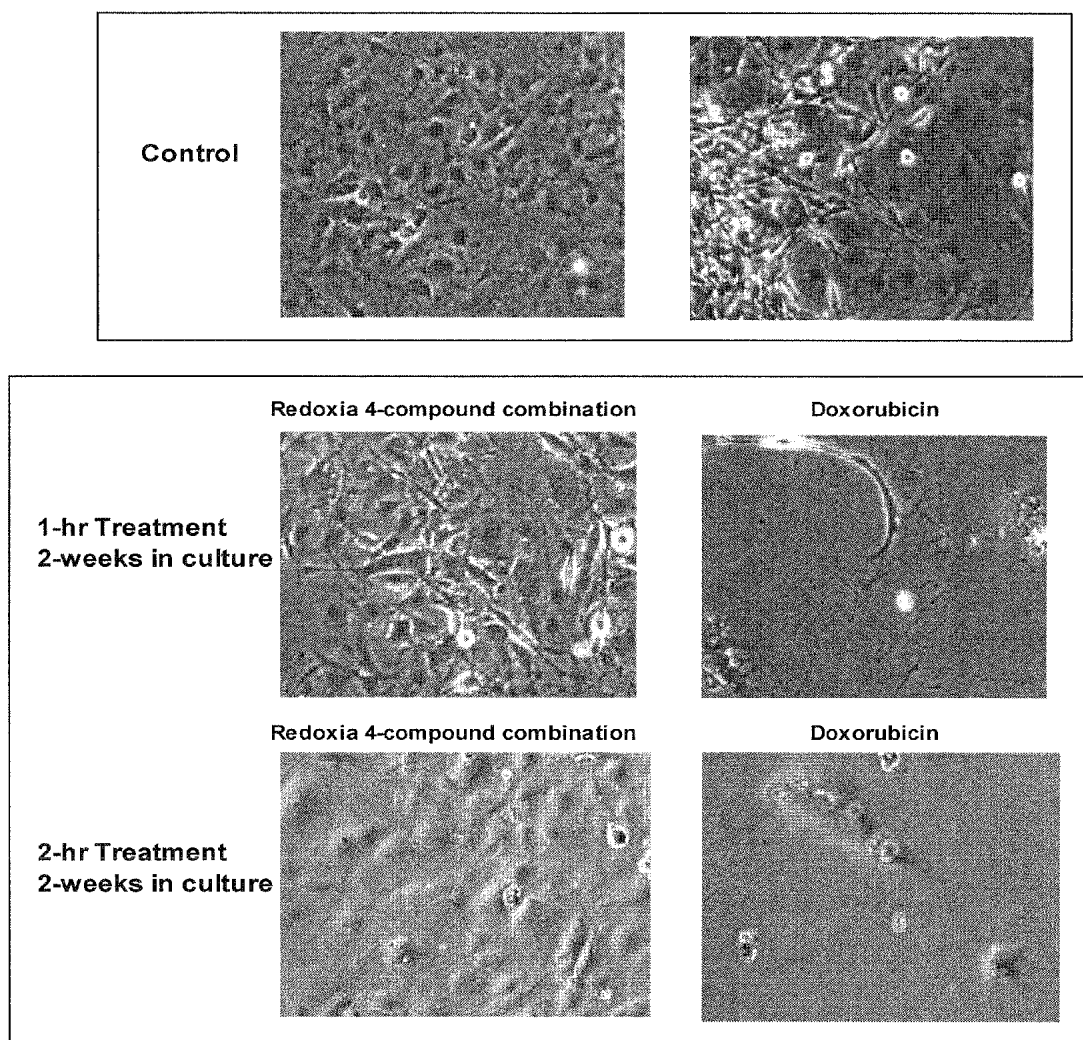 Control
Redoxia 4-compound combination
Doxorubicin
1-hr Treatment
2-weeks in culture
Redoxia 4-compound combination
Doxorubicin
2-hr Treatment
2-weeks in culture